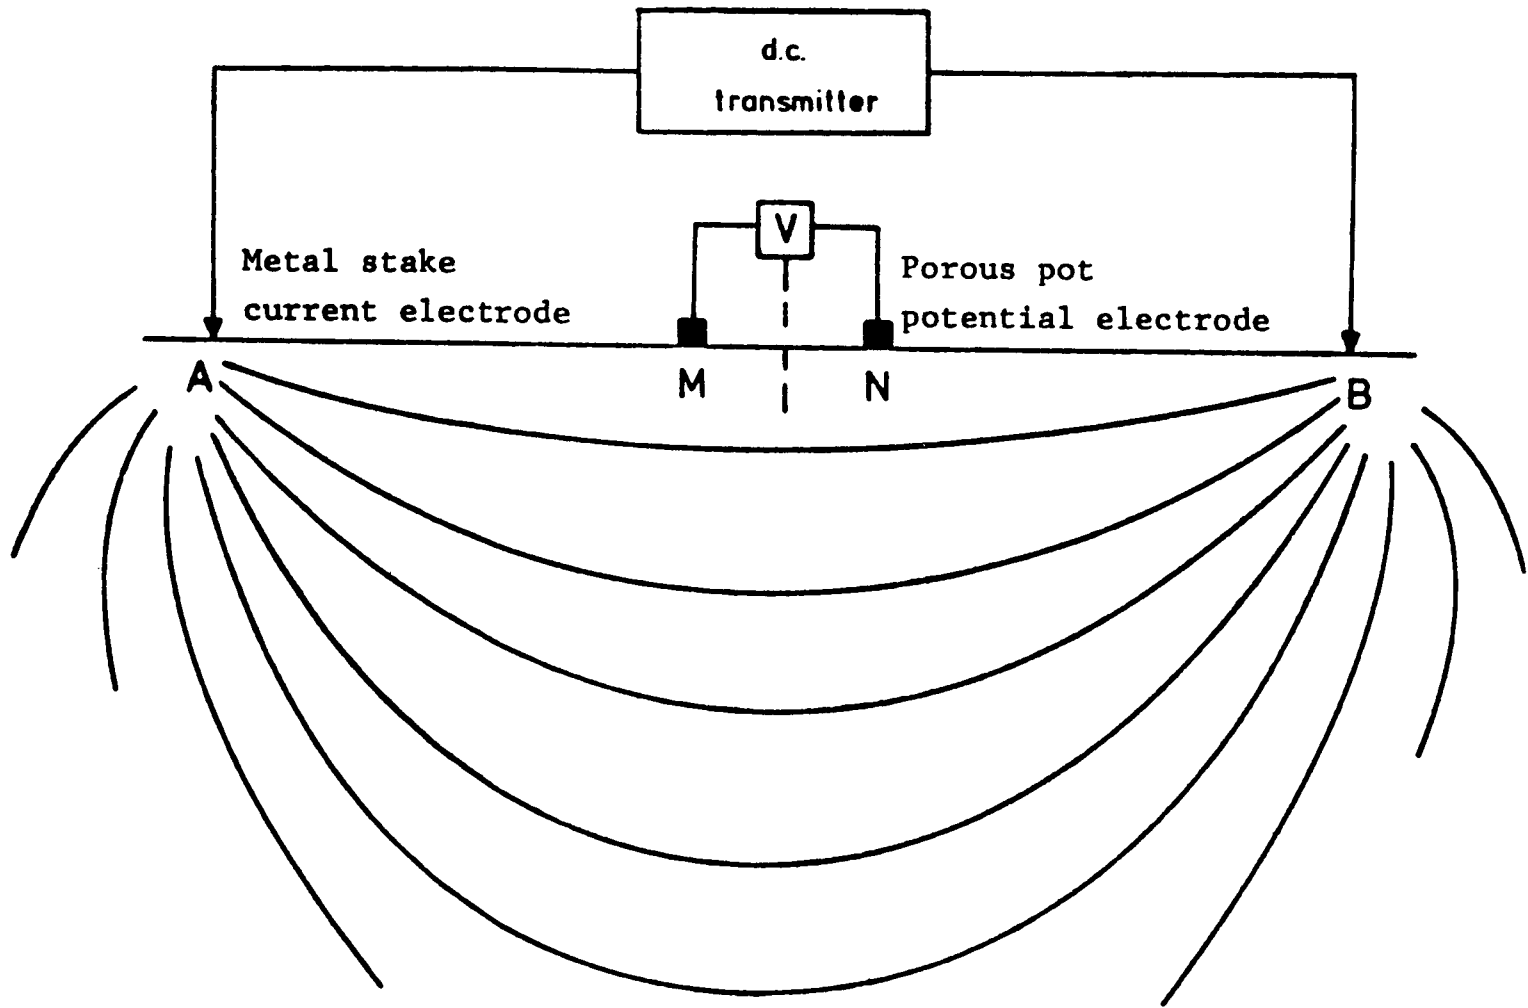 d.c.
transmitter
V
Metal stake
current electrode
Porous pot
potential electrode
A
M
N
B